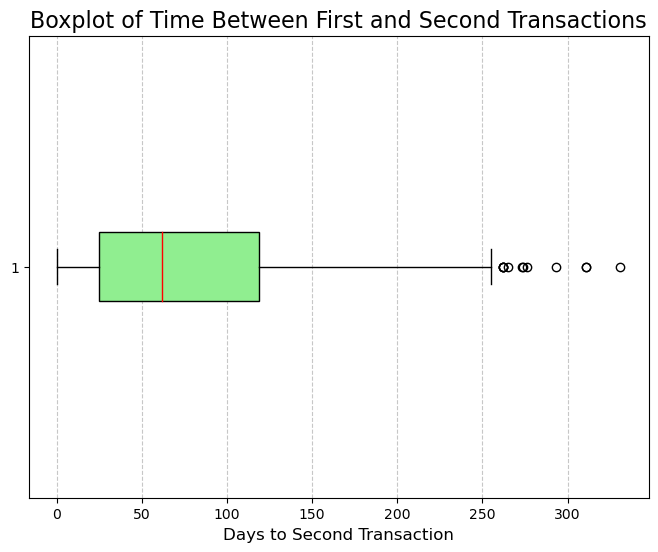 Boxplot of Time Between First and Second Transactions
1
0 50 100 150 200 250 300
Days to Second Transaction